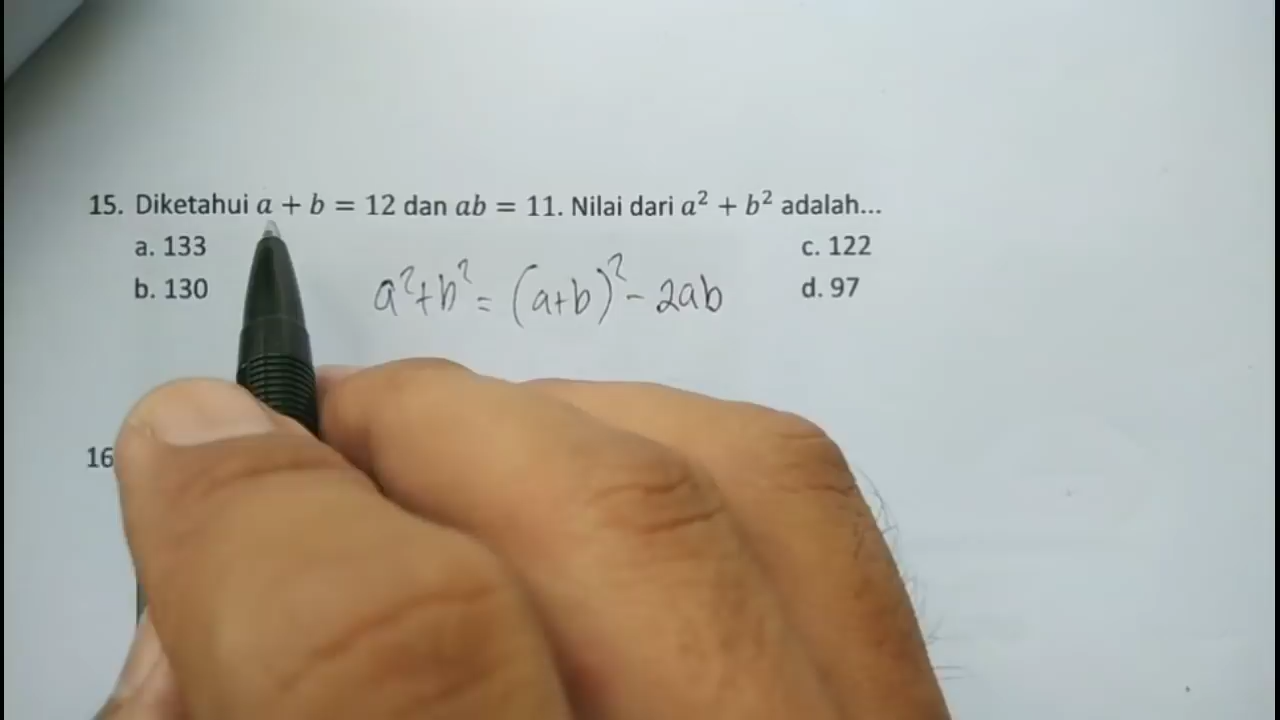 15. Diketahui a + b = 12 dan ab = 11. Nilai dari a² + b² adalah...
a. 133
c. 122
b. 130
d. 97
a²+b² = (a+b)² - 2ab
16